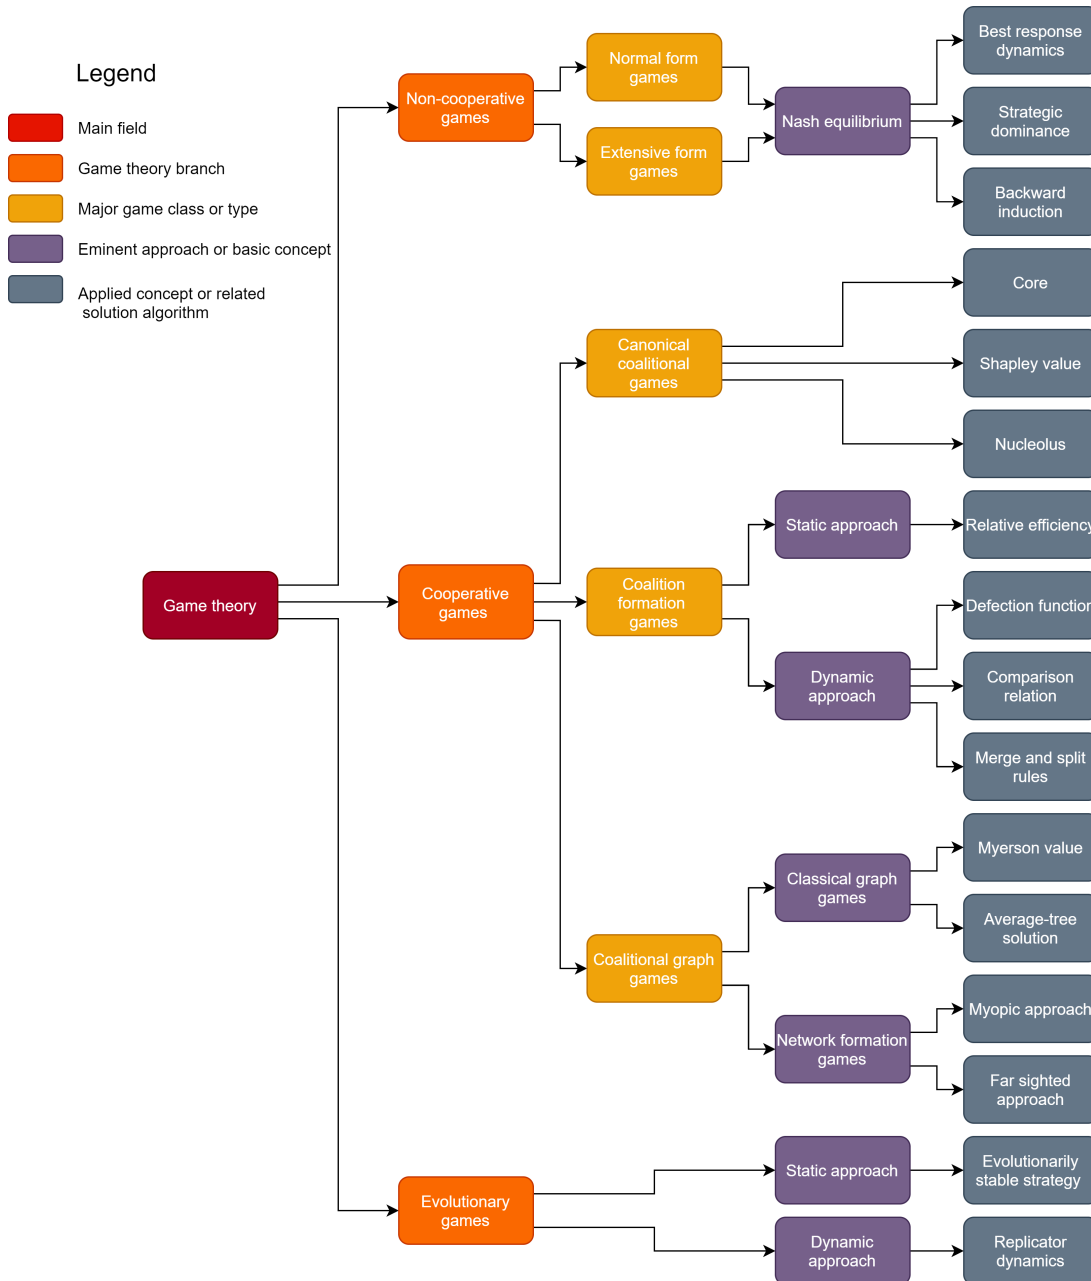 Legend
Main field
Game theory branch
Major game class or type
Eminent approach or basic concept
Applied concept or related
solution algorithm
Game theory
Non-cooperative
games
Normal form
games
Extensive form
games
Nash equilibrium
Best response
dynamics
Strategic
dominance
Backward
induction
Cooperative
games
Canonical
coalitional
games
Core
Shapley value
Nucleolus
Coalition
formation games
Static approach
Relative efficiency
Dynamic
approach
Defection function
Comparison
relation
Merge and split
rules
Coalitional graph
games
Classical graph
games
Myerson value
Average-tree
solution
Network formation
games
Myopic approach
Far sighted
approach
Evolutionary
games
Static approach
Evolutionarily
stable strategy
Dynamic
approach
Replicator
dynamics